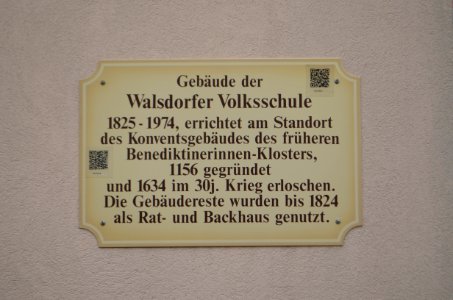 Gebäude der
Walsdorfer Volksschule
1825 - 1974, errichtet am Standort
des Konventsgebäudes des früheren
Benediktinerinnen-Klosters,
1156 gegründet
und 1634 im 30j. Krieg erloschen.
Die Gebäudereste wurden bis 1824
als Rat- und Backhaus genutzt.